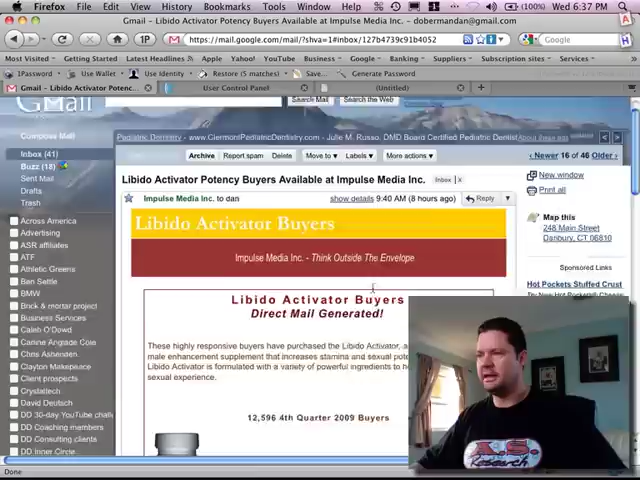 Firefox File Edit View History Bookmarks Tools Window Help (100%) Wed 6:37 PM
Gmail - Libido Activator Potency Buyers Available at Impulse Media Inc. - dobermandan@gmail.com
1P https://mail.google.com/mail/?shva=1#inbox/127b4739c91b4052 Google
Most Visited Getting Started Latest Headlines Apple Yahoo! YouTube Business Google Banking Suppliers Subscription sites Services
1Password Use Wallet Use Identity Restore (5 matches) Save... Generate Password
Gmail - Libido Activator Potenc... User Control Panel (Untitled)
GMail Search Mail Search the Web
Compose Mail
Pediatric Dentistry - www.ClermontPediatricDentistry - Julie M. Russo, DMD Board Certified Pediatric Dentist About these ads
Inbox (41)
Archive Report spam Delete Move to Labels More actions ‹ Newer 16 of 46 Older ›
Buzz (18)
Sent Mail
Drafts
Trash
Libido Activator Potency Buyers Available at Impulse Media Inc. Inbox X
New window
Print all
Impulse Media Inc. to dan show details 9:40 AM (8 hours ago) Reply
Across America
Advertising
ASR affiliates
ATF
Athletic Greens
Ben Settle
BMW
Brick & mortar project
Business Services
Caleb O'Dowd
Canine Angrade Cola
Chris Ashenden
Clayton Makepeace
Client prospects
Crystaltech
David Deutsch
DD 30-day YouTube chall
DD Coaching members
DD Consulting clients
DD Inner Circle
Libido Activator Buyers
Impulse Media Inc. - Think Outside The Envelope
Map this
248 Main Street
Danbury, CT 06810
Sponsored Links
Hot Pockets Stuffed Crust
Libido Activator Buyers
Direct Mail Generated!
These highly responsive buyers have purchased the Libido Activator, a
male enhancement supplement that increases stamina and sexual
Libido Activator is formulated with a variety of powerful ingredients to
sexual experience.
12,596 4th Quarter 2009 Buyers
A.S.
Research
Done